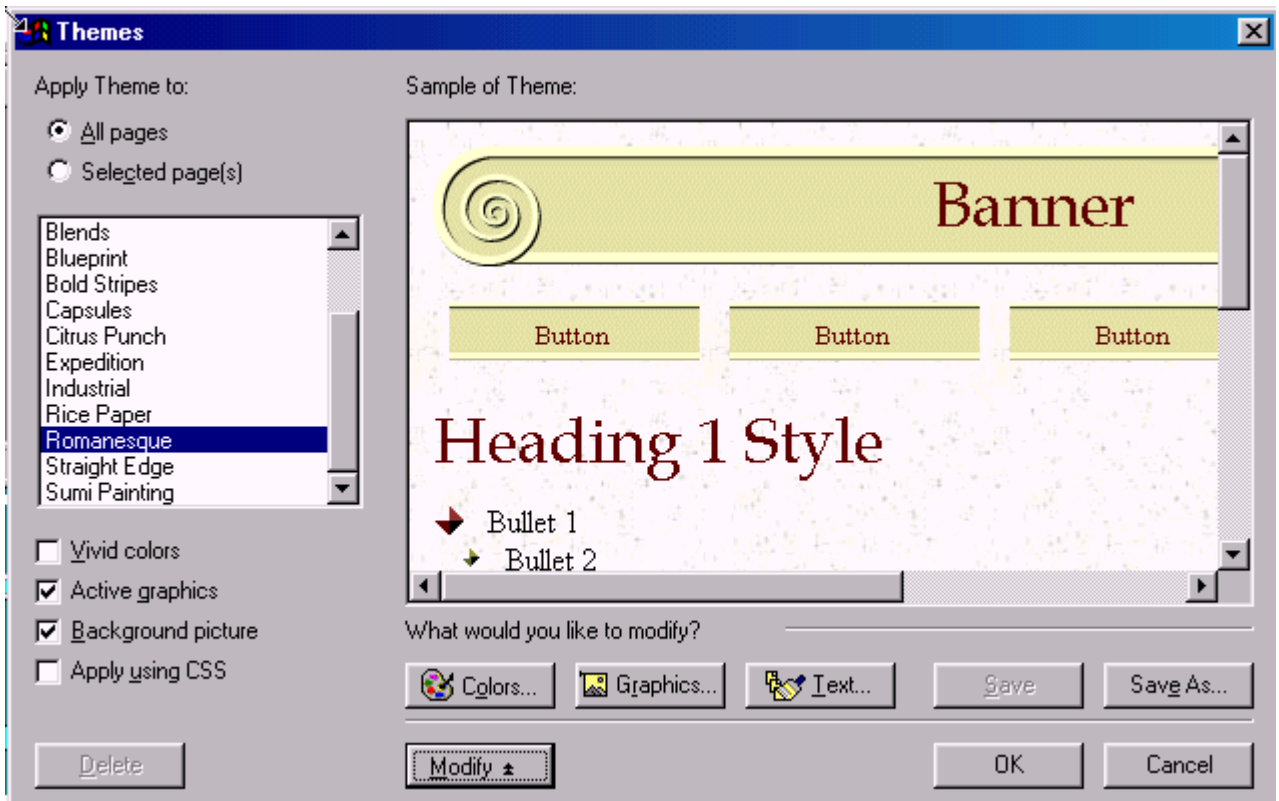 Themes
Apply Theme to:
All pages
Selected page(s)
Blends
Blueprint
Bold Stripes
Capsules
Citrus Punch
Expedition
Industrial
Rice Paper
Romanesque
Straight Edge
Sumi Painting
Vivid colors
Active graphics
Background picture
Apply using CSS
Delete
Sample of Theme:
Banner
Button Button Button
Heading 1 Style
Bullet 1
Bullet 2
What would you like to modify?
Colors... Graphics... Text... Save Save As...
Modify OK Cancel